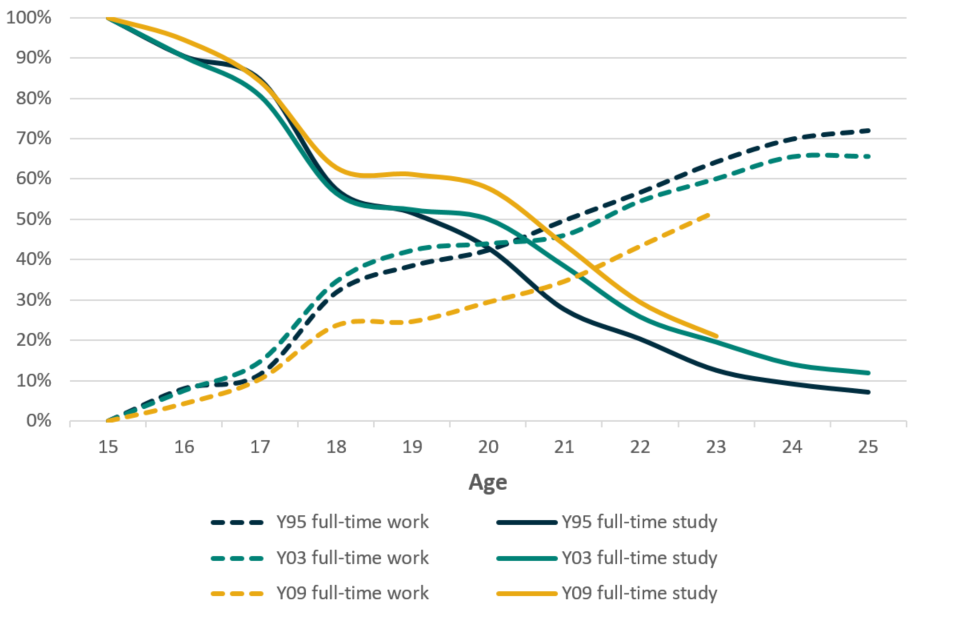 100%
90%
80%
70%
60%
50%
40%
30%
20%
10%
0%
15 16 17 18 19 20 21 22 23 24 25
Age
Y95 full-time work Y95 full-time study
Y03 full-time work Y03 full-time study
Y09 full-time work Y09 full-time study